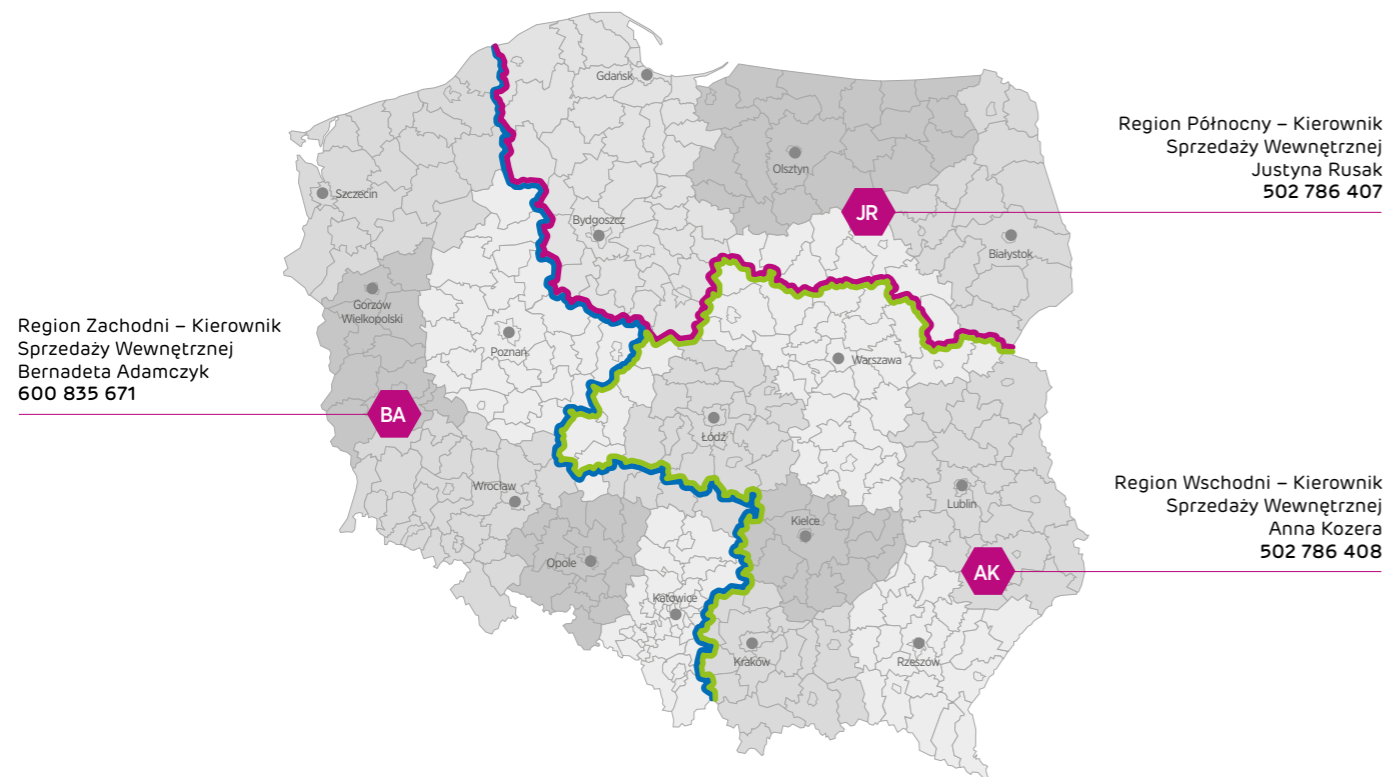 Gdańsk
Region Północny – Kierownik
Sprzedaży Wewnętrznej
Justyna Rusak
502 786 407
Olsztyn
Szczecin
JR
Bydgoszcz
Białystok
Gorzów
Wielkopolski
Region Zachodni – Kierownik
Sprzedaży Wewnętrznej
Bernadeta Adamczyk
600 835 671
Poznań
Warszawa
BA
Łódź
Wrocław
Lublin
Region Wschodni – Kierownik
Sprzedaży Wewnętrznej
Anna Kozera
502 786 408
Kielce
Opole
AK
Katowice
Kraków
Rzeszów